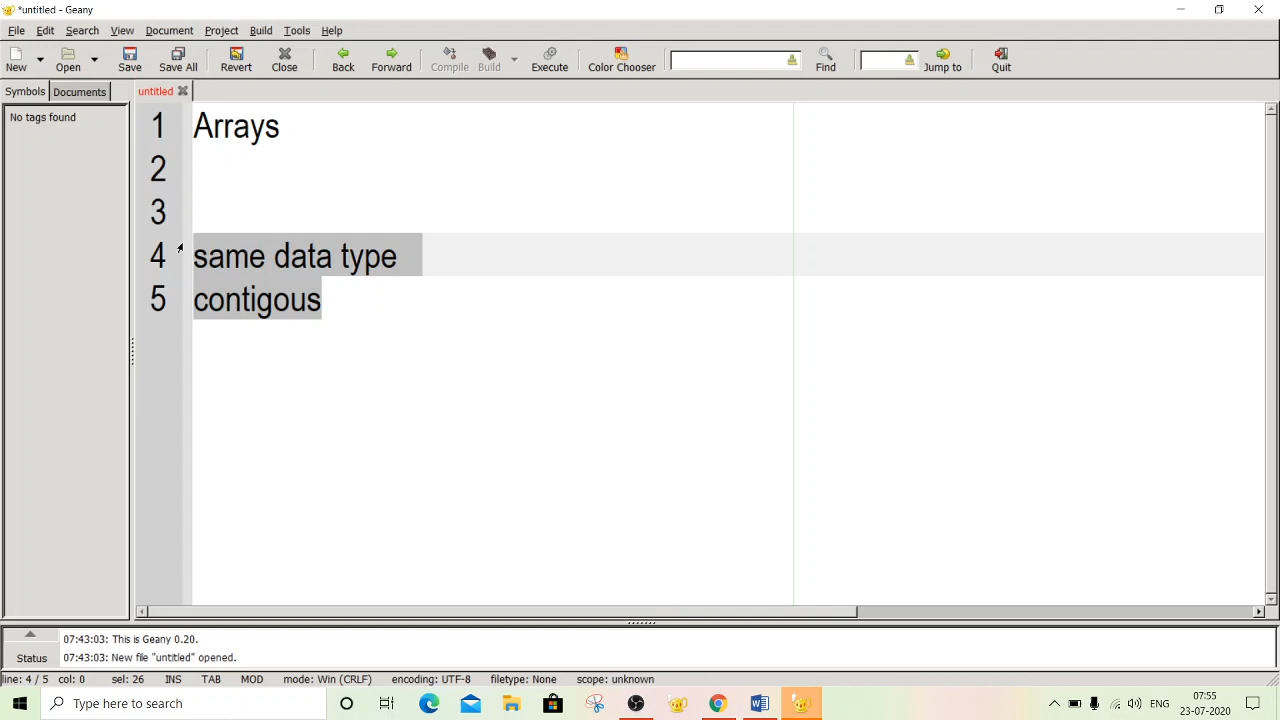 *untitled - Geany
File Edit Search View Document Project Build Tools Help
New Open Save Save All Revert Close Back Forward Compile Build Execute Color Chooser Find Jump to Quit
Symbols Documents untitled
No tags found
1 Arrays
2
3
4 same data type
5 contigous
07:43:03: This is Geany 0.20.
Status 07:43:03: New file "untitled" opened.
line: 4 / 5 col: 0 sel: 26 INS TAB MOD mode: Win (CRLF) encoding: UTF-8 filetype: None scope: unknown
Type here to search ENG 07:55
23-07-2020